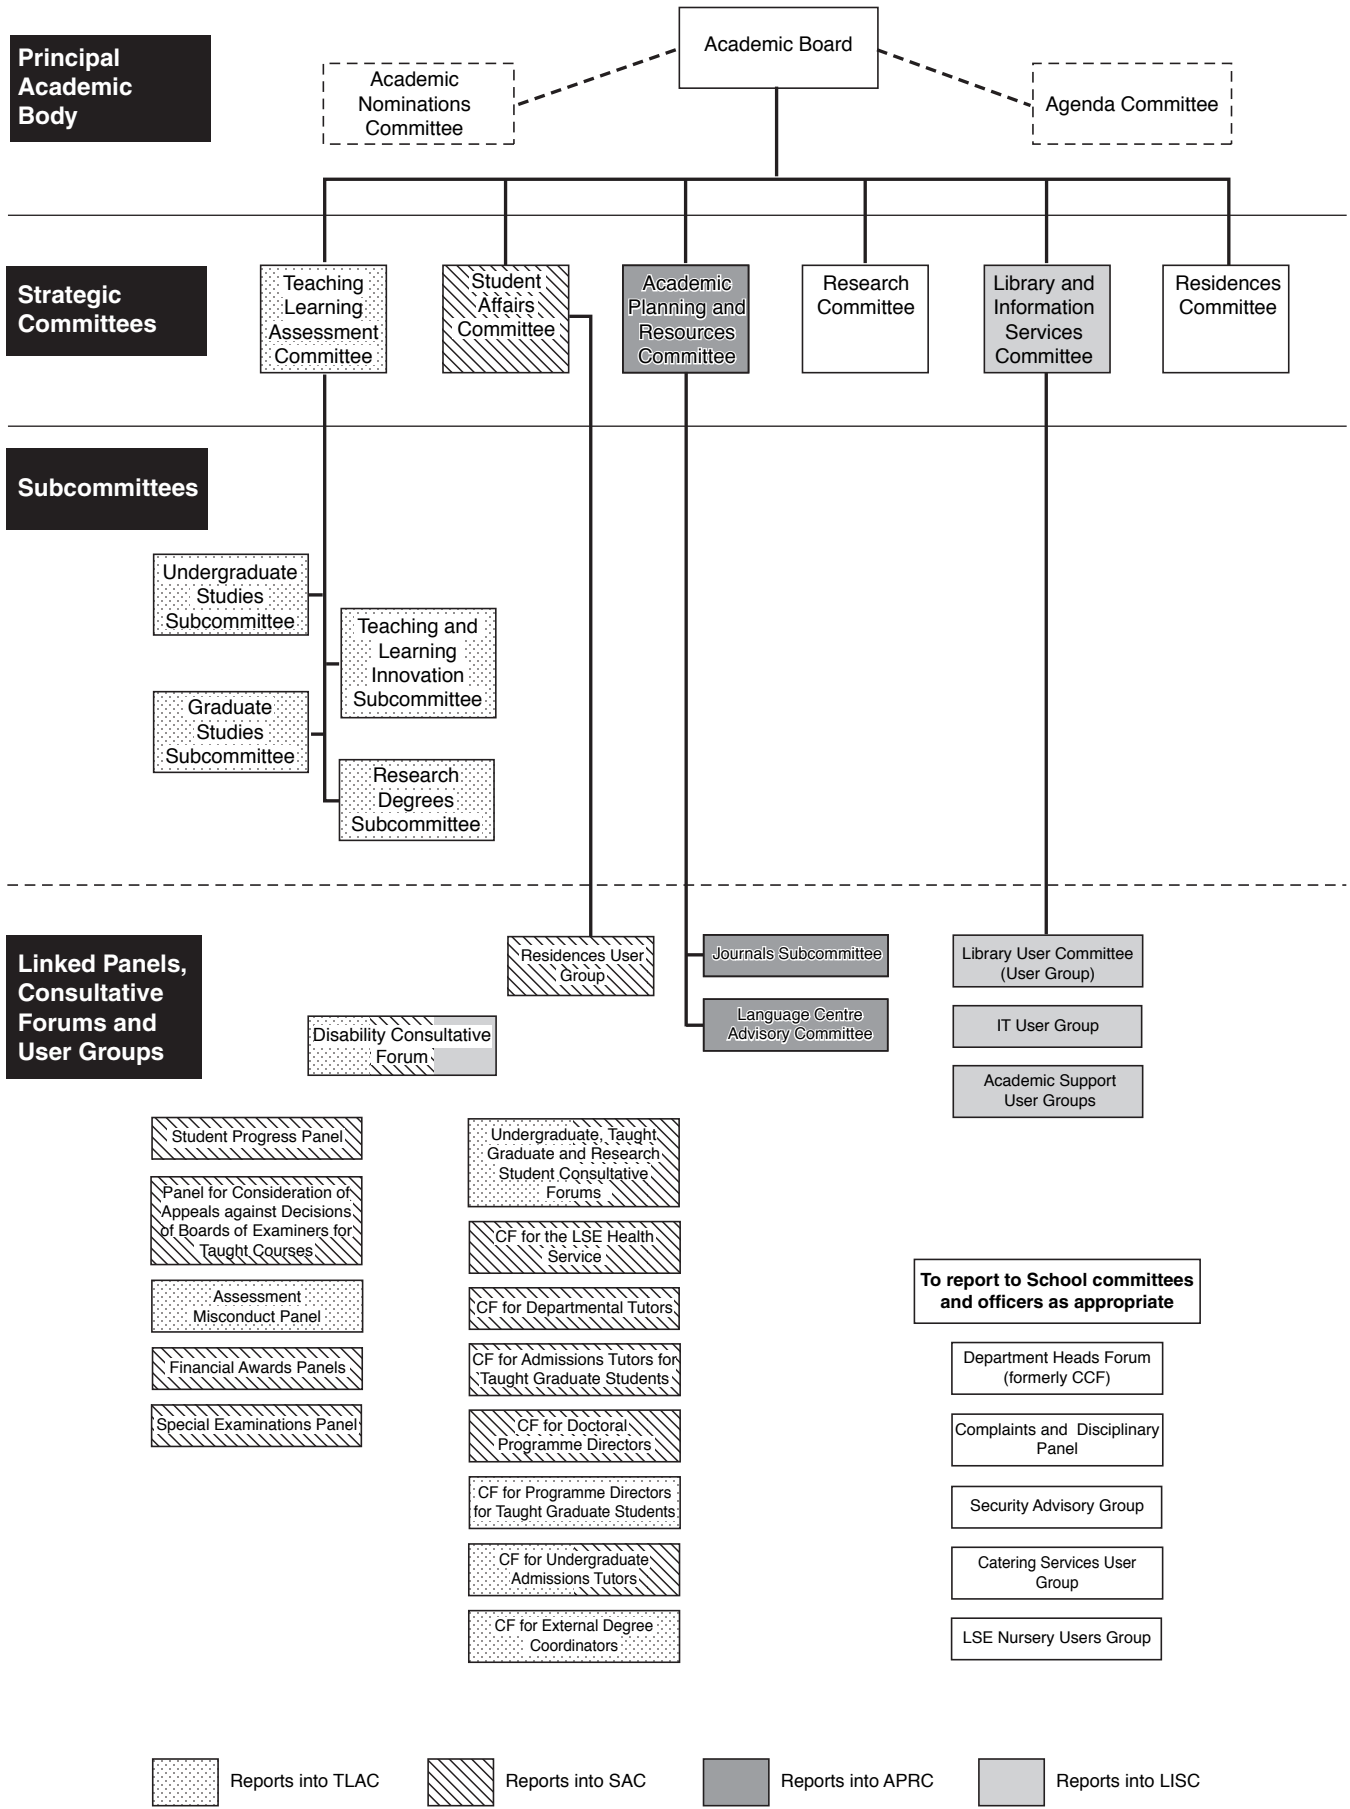 Principal
Academic
Body
Academic Board
Academic
Nominations
Committee
Agenda Committee
Strategic
Committees
Teaching
Learning
Assessment
Committee
Student
Affairs
Committee
Academic
Planning and
Resources
Committee
Research
Committee
Library and
Information
Services
Committee
Residences
Committee
Subcommittees
Undergraduate
Studies
Subcommittee
Teaching and
Learning
Innovation
Subcommittee
Graduate
Studies
Subcommittee
Research
Degrees
Subcommittee
Linked Panels,
Consultative
Forums and
User Groups
Residences User
Group
Journals Subcommittee
Language Centre
Advisory Committee
Library User Committee
(User Group)
IT User Group
Academic Support
User Groups
Disability Consultative
Forum
Student Progress Panel
Panel for Consideration of
Appeals against Decisions
of Boards of Examiners for
Taught Courses
Assessment
Misconduct Panel
Financial Awards Panels
Special Examinations Panel
Undergraduate, Taught
Graduate and Research
Student Consultative
Forums
CF for the LSE Health
Service
CF for Departmental Tutors
CF for Admissions Tutors for
Taught Graduate Students
CF for Doctoral
Programme Directors
CF for Programme Directors
for Taught Graduate Students
CF for Undergraduate
Admissions Tutors
CF for External Degree
Coordinators
To report to School committees
and officers as appropriate
Department Heads Forum
(formerly CCF)
Complaints and Disciplinary
Panel
Security Advisory Group
Catering Services User
Group
LSE Nursery Users Group
Reports into TLAC
Reports into SAC
Reports into APRC
Reports into LISC